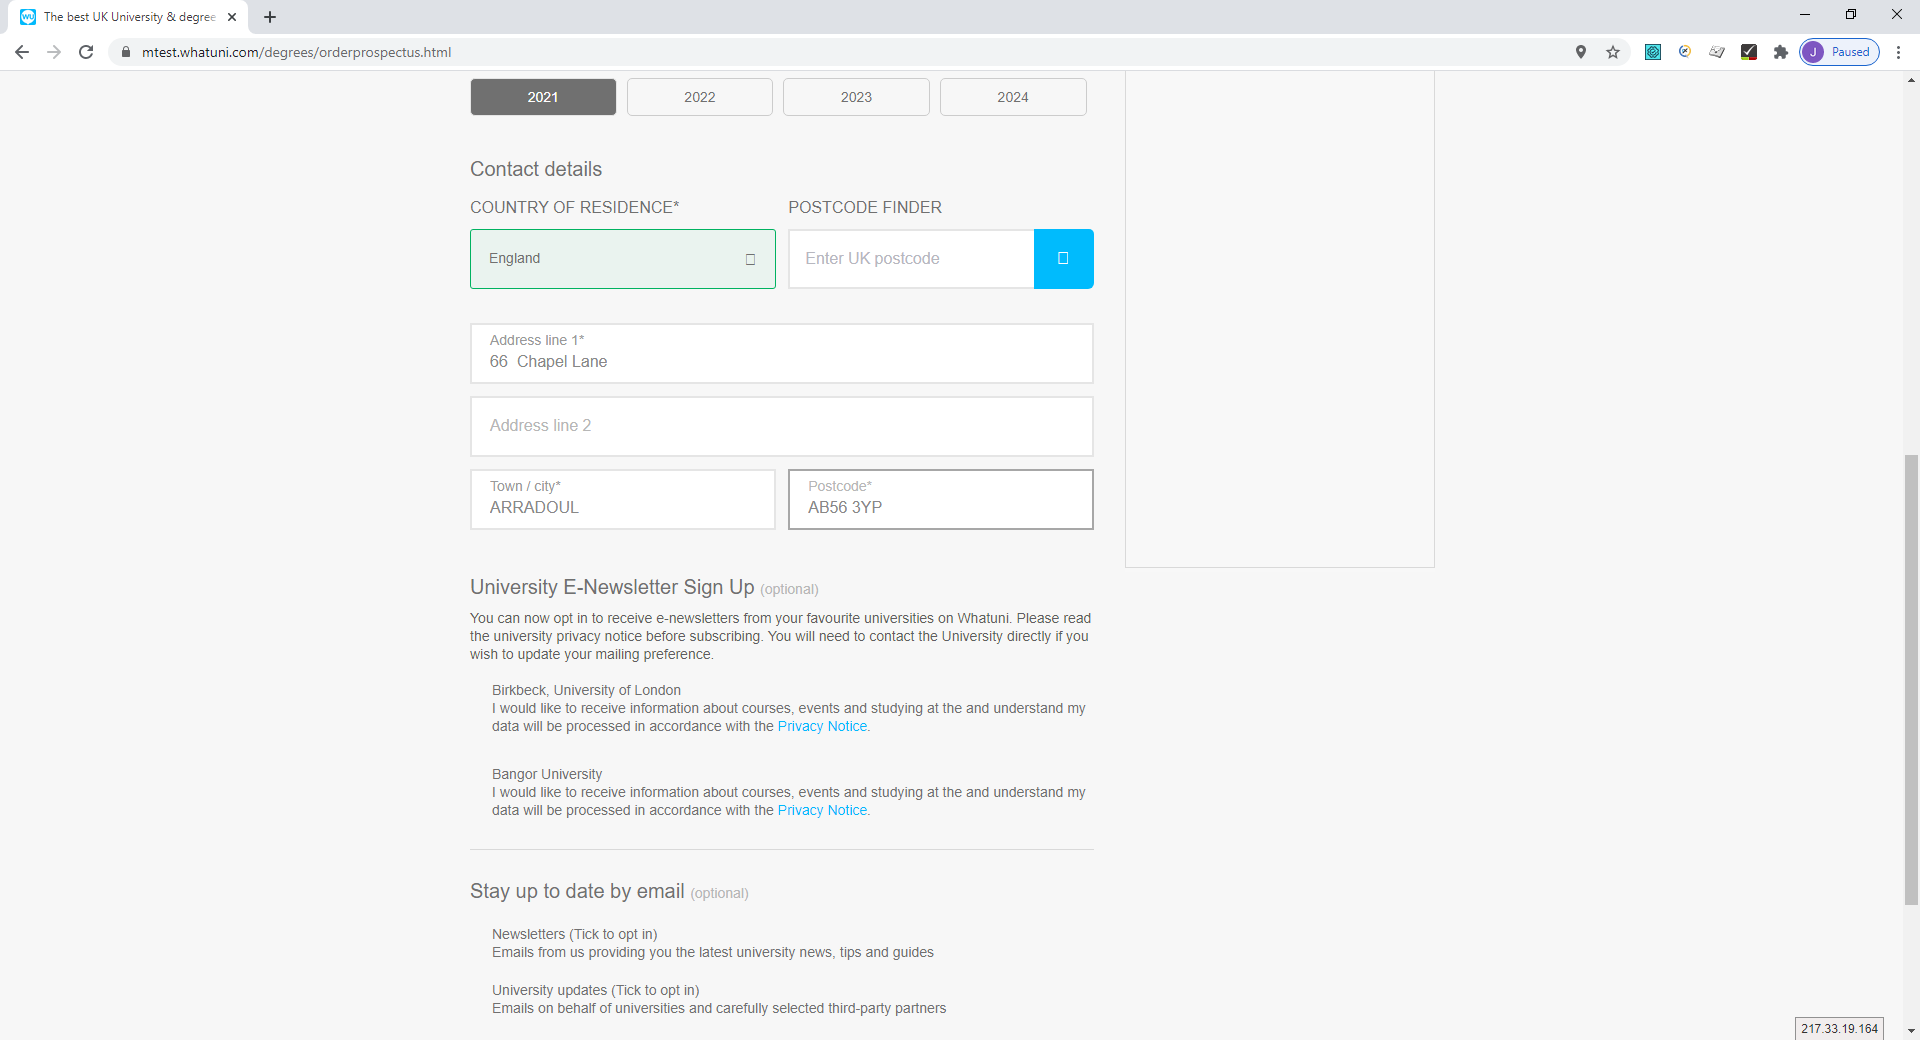 The best UK University & degree
mtest.whatuni.com/degrees/orderprospectus.html
J Paused
2021 2022 2023 2024
Contact details
COUNTRY OF RESIDENCE* POSTCODE FINDER
England Enter UK postcode
Address line 1*
66  Chapel Lane
Address line 2
Town / city* Postcode*
ARRADOUL AB56 3YP
University E-Newsletter Sign Up (optional)
You can now opt in to receive e-newsletters from your favourite universities on Whatuni. Please read
the university privacy notice before subscribing. You will need to contact the University directly if you
wish to update your mailing preference.
Birkbeck, University of London
I would like to receive information about courses, events and studying at the and understand my
data will be processed in accordance with the Privacy Notice.
Bangor University
I would like to receive information about courses, events and studying at the and understand my
data will be processed in accordance with the Privacy Notice.
Stay up to date by email (optional)
Newsletters (Tick to opt in)
Emails from us providing you the latest university news, tips and guides
University updates (Tick to opt in)
Emails on behalf of universities and carefully selected third-party partners
217.33.19.164